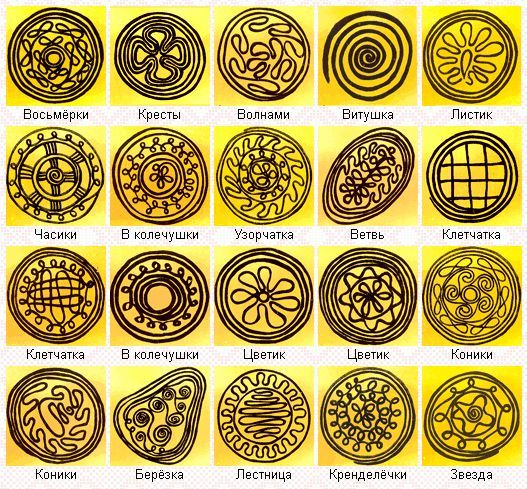 Восьмёрки Кресты Волнами Витушка Листик
Часики В колечушки Узорчатка Ветвь Клетчатка
Клетчатка В колечушки Цветик Цветик Коники
Коники Берёзка Лестница Кренделёчки Звезда